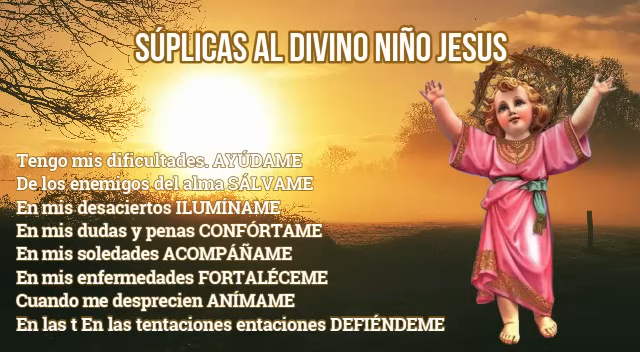 SÚPLICAS AL DIVINO NIÑO JESUS
Tengo mis dificultades. AYÚDAME
De los enemigos del alma SÁLVAME
En mis desaciertos ILUMÍNAME
En mis dudas y penas CONFÓRTAME
En mis soledades ACOMPÁÑAME
En mis enfermedades FORTALÉCEME
Cuando me desprecien ANÍMAME
En las t En las tentaciones entaciones DEFIÉNDEME